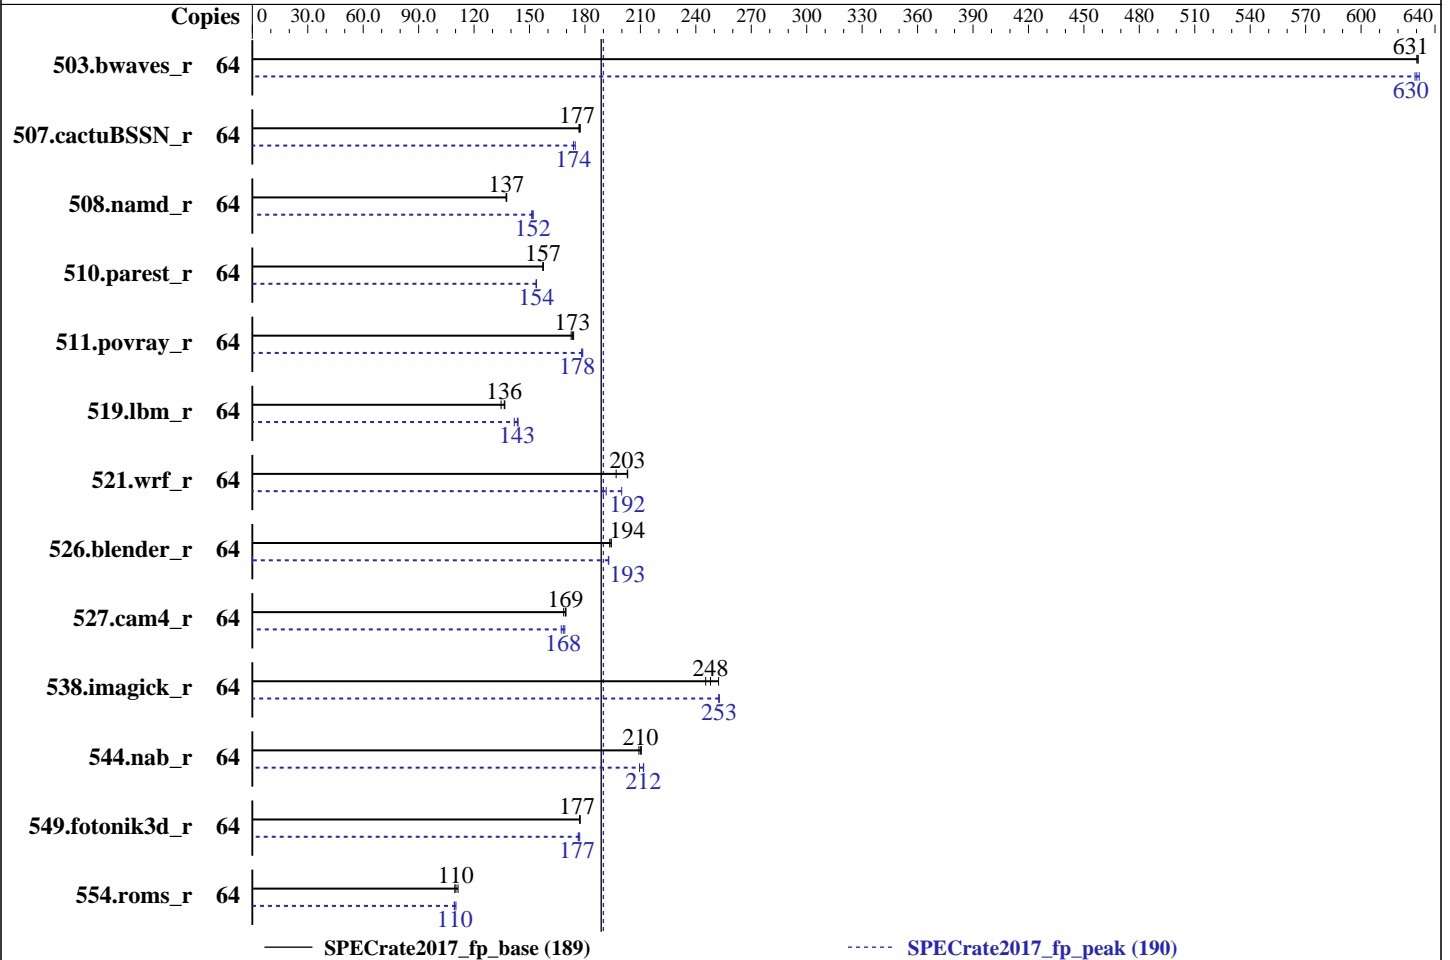 Copies 0 30.0 60.0 90.0 120 150 180 210 240 270 300 330 360 390 420 450 480 510 540 570 600 640
503.bwaves_r 64 631
630
507.cactuBSSN_r 64 177
174
508.namd_r 64 137
152
510.parest_r 64 157
154
511.povray_r 64 173
178
519.lbm_r 64 136
143
521.wrf_r 64 203
192
526.blender_r 64 194
193
527.cam4_r 64 169
168
538.imagick_r 64 248
253
544.nab_r 64 210
212
549.fotonik3d_r 64 177
177
554.roms_r 64 110
110
SPECrate2017_fp_base (189) SPECrate2017_fp_peak (190)